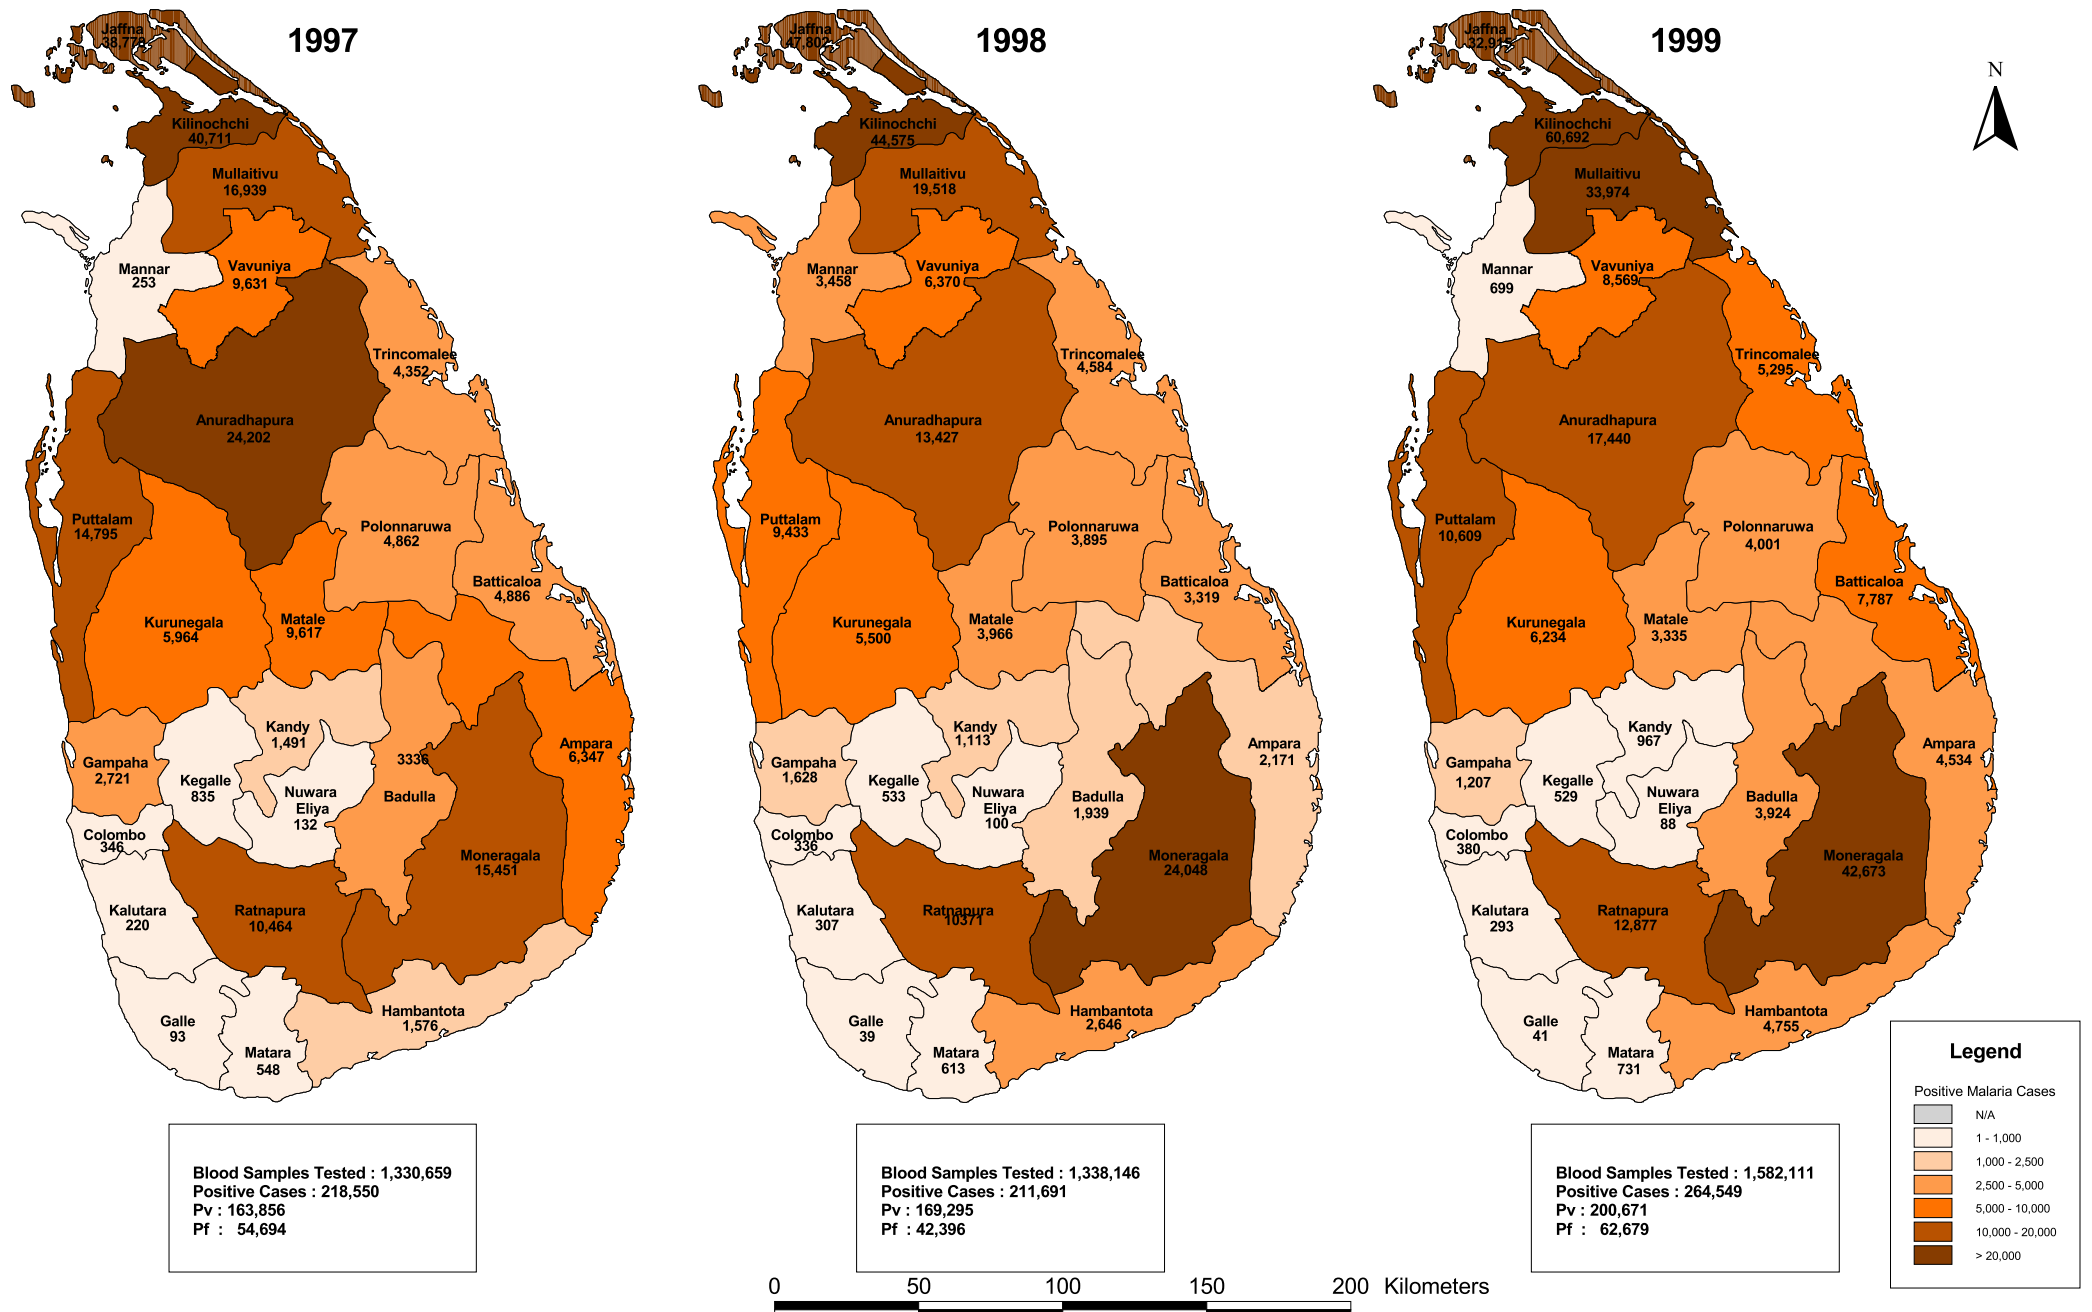 1997
Jaffna
38,778
Kilinochchi
40,711
Mullaitivu
16,939
Mannar
253
Vavuniya
9,631
Trincomalee
4,352
Anuradhapura
24,202
Puttalam
14,795
Polonnaruwa
4,862
Batticaloa
4,886
Kurunegala
5,964
Matale
9,617
Kandy
1,491
Ampara
6,347
Gampaha
2,721
Kegalle
835
3336
Badulla
Nuwara
Eliya
132
Colombo
346
Moneragala
15,451
Kalutara
220
Ratnapura
10,464
Hambantota
1,576
Galle
93
Matara
548
Blood Samples Tested : 1,330,659
Positive Cases : 218,550
Pv : 163,856
Pf : 54,694
1998
Jaffna
47,802
Kilinochchi
44,575
Mullaitivu
19,518
Mannar
3,458
Vavuniya
6,370
Trincomalee
4,584
Anuradhapura
13,427
Puttalam
9,433
Polonnaruwa
3,895
Batticaloa
3,319
Kurunegala
5,500
Matale
3,966
Kandy
1,113
Ampara
2,171
Gampaha
1,628
Kegalle
533
Nuwara
Eliya
100
Badulla
1,939
Colombo
336
Moneragala
24,048
Kalutara
307
Ratnapura
10371
Hambantota
2,646
Galle
39
Matara
613
Blood Samples Tested : 1,338,146
Positive Cases : 211,691
Pv : 169,295
Pf : 42,396
1999
Jaffna
32,915
Kilinochchi
60,692
Mullaitivu
33,974
Mannar
699
Vavuniya
8,569
Trincomalee
5,295
Anuradhapura
17,440
Puttalam
10,609
Polonnaruwa
4,001
Batticaloa
7,787
Kurunegala
6,234
Matale
3,335
Kandy
967
Ampara
4,534
Gampaha
1,207
Kegalle
529
Nuwara
Eliya
88
Badulla
3,924
Colombo
380
Moneragala
42,673
Kalutara
293
Ratnapura
12,877
Hambantota
4,755
Galle
41
Matara
731
Blood Samples Tested : 1,582,111
Positive Cases : 264,549
Pv : 200,671
Pf : 62,679
N
Legend
Positive Malaria Cases
N/A
1 - 1,000
1,000 - 2,500
2,500 - 5,000
5,000 - 10,000
10,000 - 20,000
> 20,000
0 50 100 150 200 Kilometers